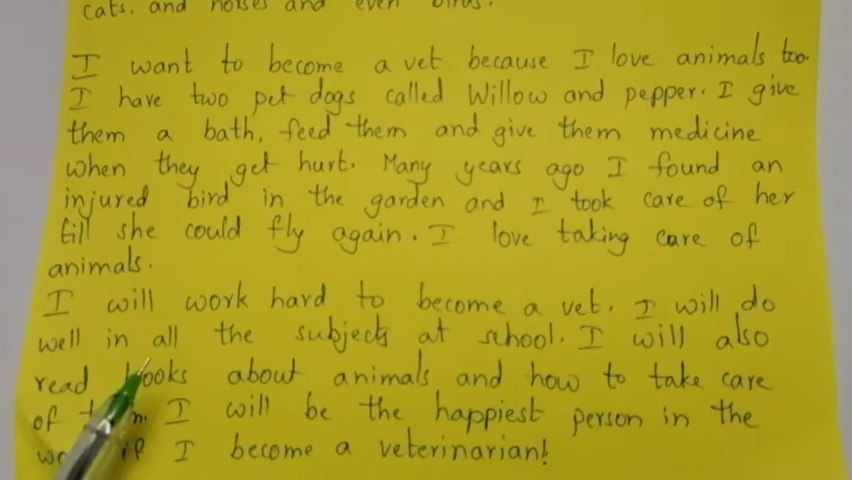 cats, and horses and even birds.
I want to become a vet because I love animals too.
I have two pet dogs called Willow and pepper. I give
them a bath, feed them and give them medicine
when they get hurt. Many years ago I found an
injured bird in the garden and I took care of her
till she could fly again. I love taking care of
animals.
I will work hard to become a vet. I will do
well in all the subjects at school. I will also
read books about animals and how to take care
of I will be the happiest person in the
if I become a veterinarian!